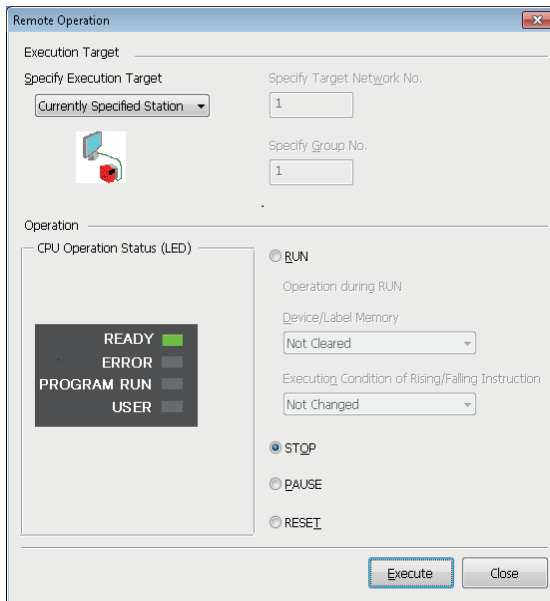 Remote Operation
Execution Target
Specify Execution Target
Currently Specified Station
Specify Target Network No.
1
Specify Group No.
1
Operation
CPU Operation Status (LED)
READY
ERROR
PROGRAM RUN
USER
RUN
Operation during RUN
Device/Label Memory
Not Cleared
Execution Condition of Rising/Falling Instruction
Not Changed
STOP
PAUSE
RESET
Execute
Close